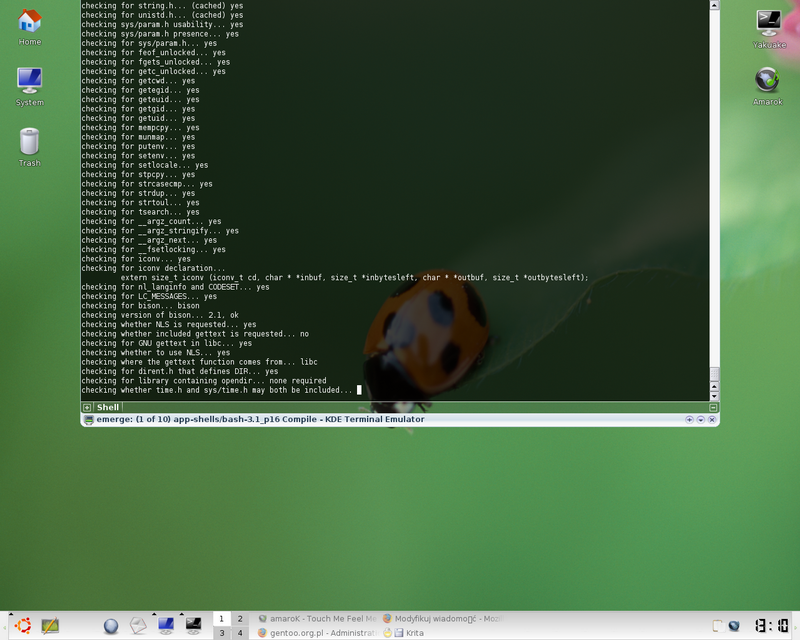 checking for string.h... (cached) yes
checking for unistd.h... (cached) yes
checking sys/param.h usability... yes
checking sys/param.h presence... yes
checking for sys/param.h... yes
checking for feof_unlocked... yes
checking for fgets_unlocked... yes
checking for getc_unlocked... yes
checking for getcwd... yes
checking for getegid... yes
checking for geteuid... yes
checking for getgid... yes
checking for getuid... yes
checking for mempcpy... yes
checking for munmap... yes
checking for putenv... yes
checking for setenv... yes
checking for setlocale... yes
checking for stpcpy... yes
checking for strcasecmp... yes
checking for strdup... yes
checking for strtoul... yes
checking for tsearch... yes
checking for __argz_count... yes
checking for __argz_stringify... yes
checking for __argz_next... yes
checking for __fsetlocking... yes
checking for iconv... yes
checking for iconv declaration...
extern size_t iconv (iconv_t cd, char * *inbuf, size_t *inbytesleft, char * *outbuf, size_t *outbytesleft);
checking for nl_langinfo and CODESET... yes
checking for LC_MESSAGES... yes
checking for bison... bison
checking version of bison... 2.1, ok
checking whether NLS is requested... yes
checking whether included gettext is requested... no
checking for GNU gettext in libc... yes
checking whether to use NLS... yes
checking where the gettext function comes from... libc
checking for dirent.h that defines DIR... yes
checking for library containing opendir... none required
checking whether time.h and sys/time.h may both be included...
Shell
emerge: (1 of 10) app-shells/bash-3.1_p16 Compile - KDE Terminal Emulator
Home
System
Trash
Yakuake
Amarok
1 2
3 4
amaroK - Touch Me Feel Me
Modyfikuj wiadomo - Moz
gentoo.org.pl - Administrat
Krita
13:10